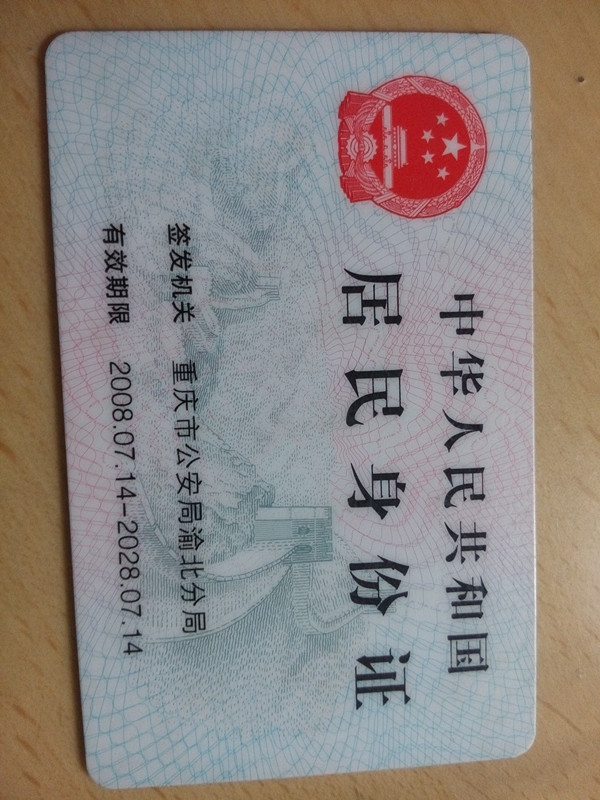 中华人民共和国
居民身份证
签发机关 重庆市公安局渝北分局
有效期限 2008.07.14-2028.07.14